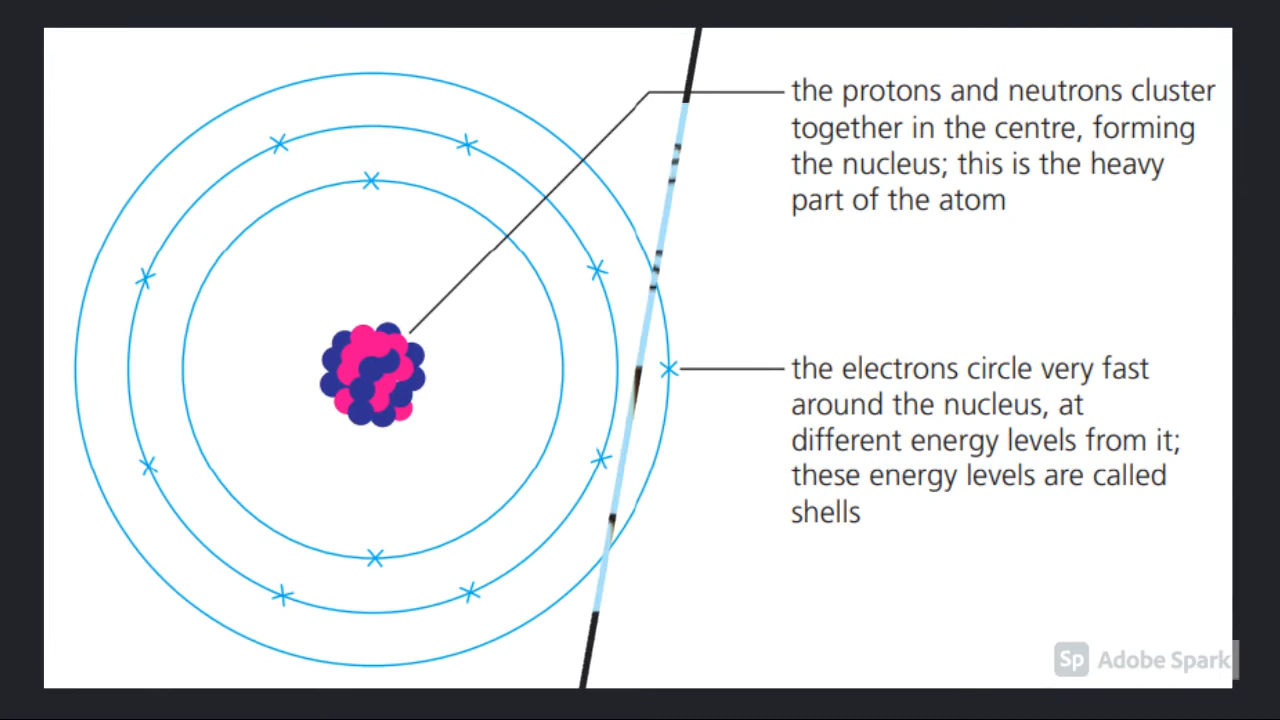 the protons and neutrons cluster
together in the centre, forming
the nucleus; this is the heavy
part of the atom
the electrons circle very fast
around the nucleus, at
different energy levels from it;
these energy levels are called
shells
Sp Adobe Spark